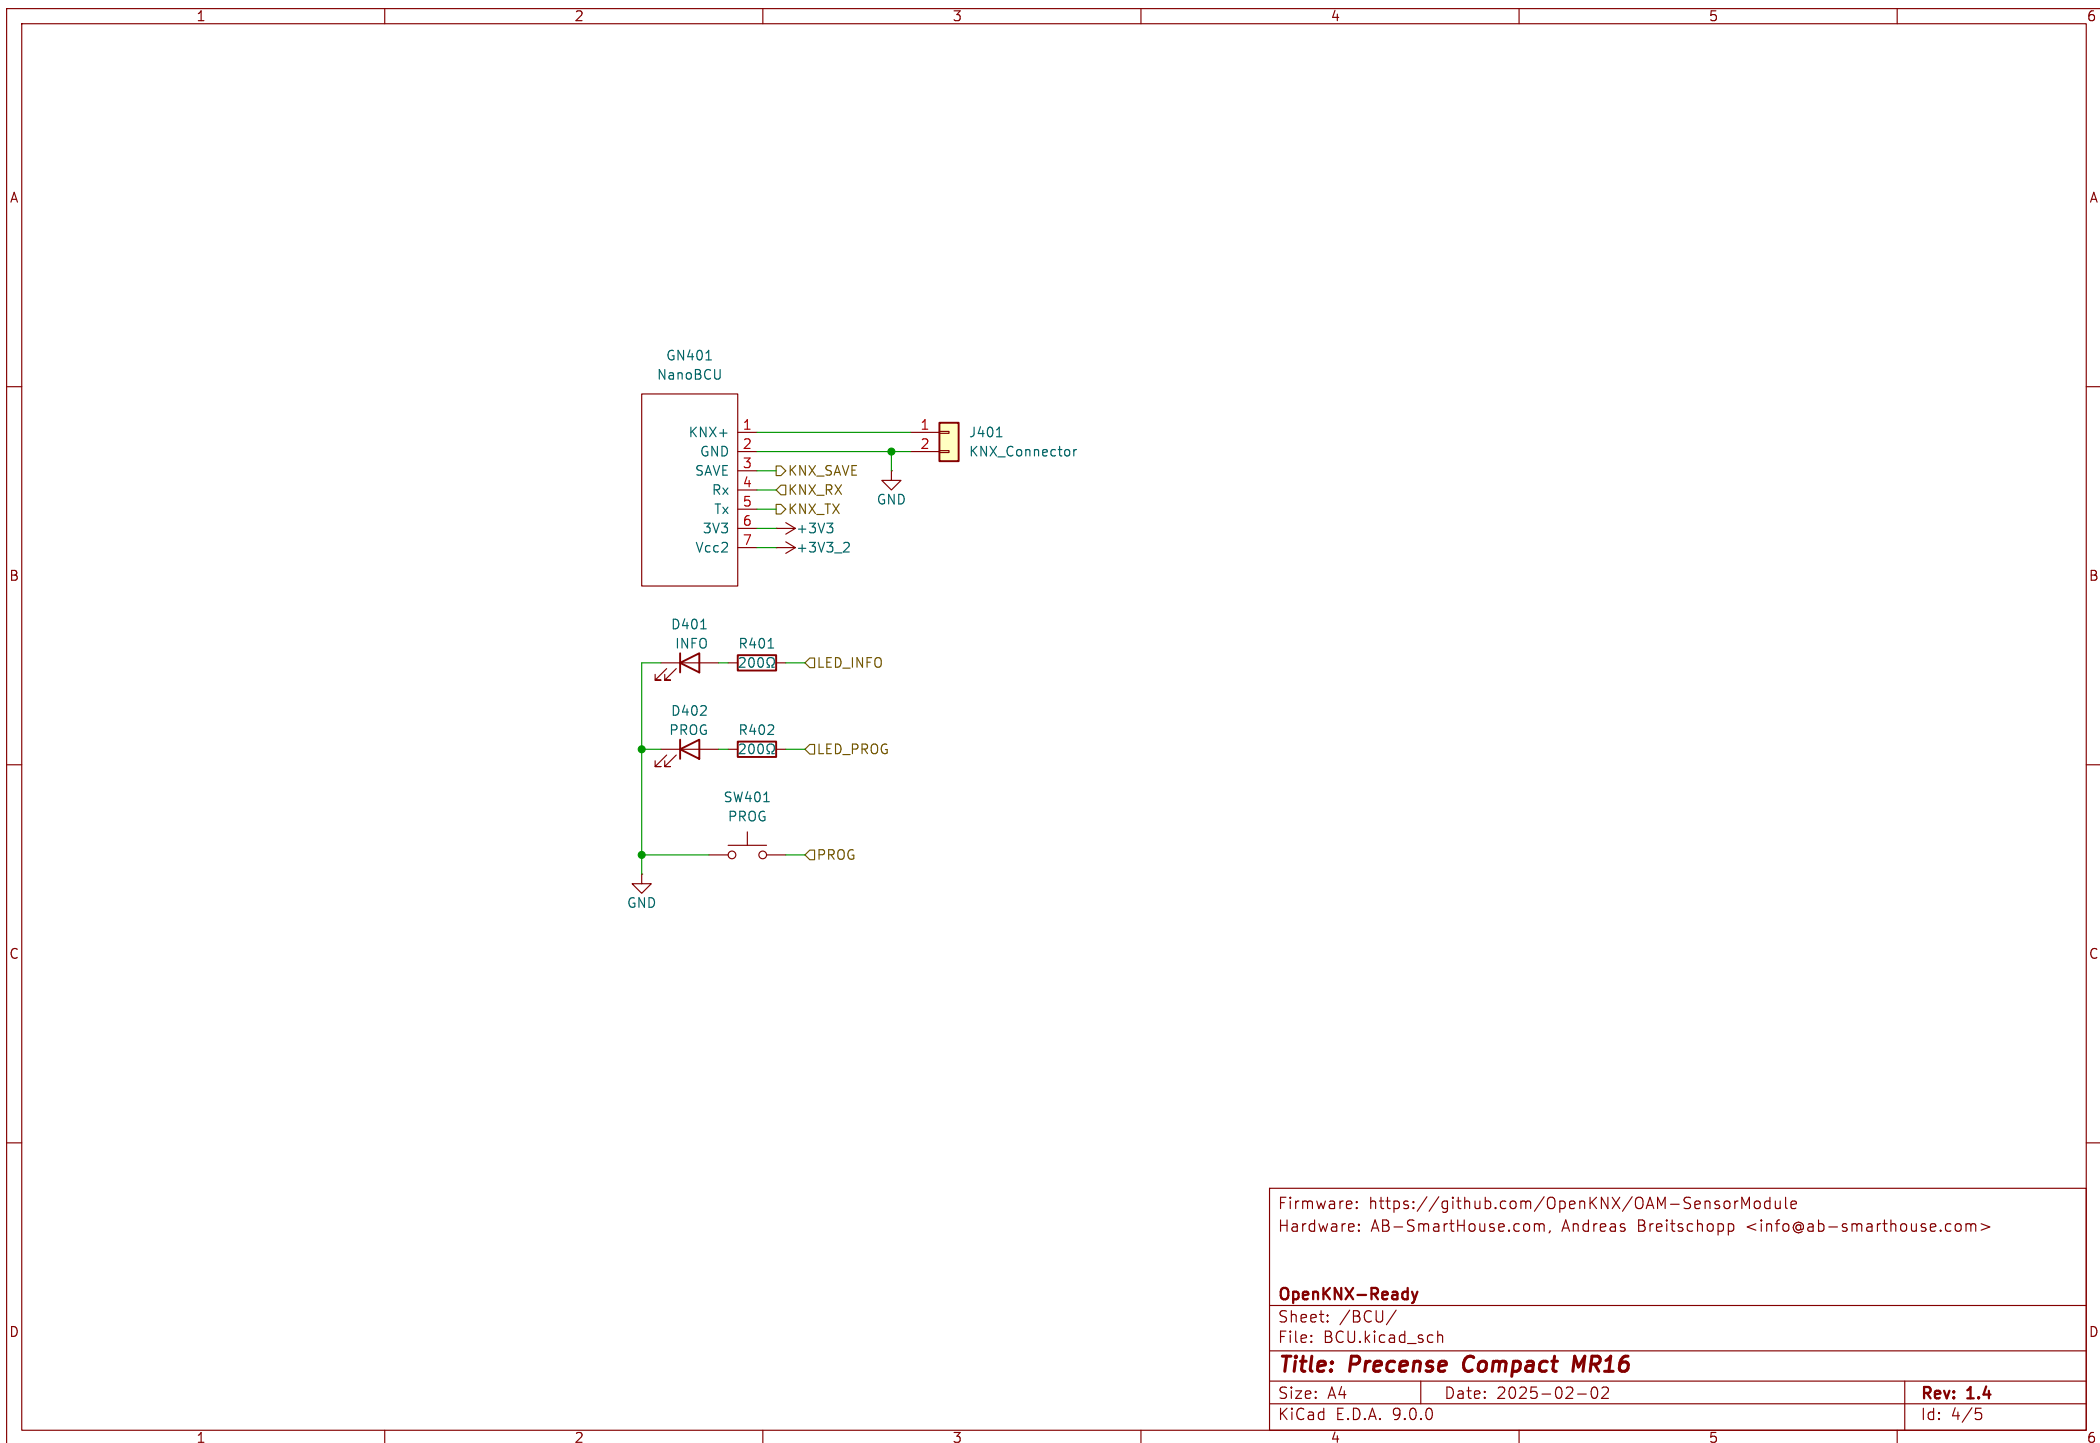 1 2 3 4 5 6
A A
B B
C C
D D
GN401
NanoBCU
KNX+ 1 1 J401
GND 2 2 KNX_Connector
SAVE 3 KNX_SAVE
Rx 4 KNX_RX
GND
Tx 5 KNX_TX
3V3 6 +3V3
Vcc2 7 +3V3_2
D401
INFO R401
200Ω LED_INFO
D402
PROG R402
200Ω LED_PROG
SW401
PROG
PROG
GND
Firmware: https://github.com/OpenKNX/OAM-SensorModule
Hardware: AB-SmartHouse.com, Andreas Breitschopp <info@ab-smarthouse.com>
OpenKNX-Ready
Sheet: /BCU/
File: BCU.kicad_sch
Title: Precense Compact MR16
Size: A4 Date: 2025-02-02 Rev: 1.4
KiCad E.D.A. 9.0.0 Id: 4/5
1 2 3 4 5 6